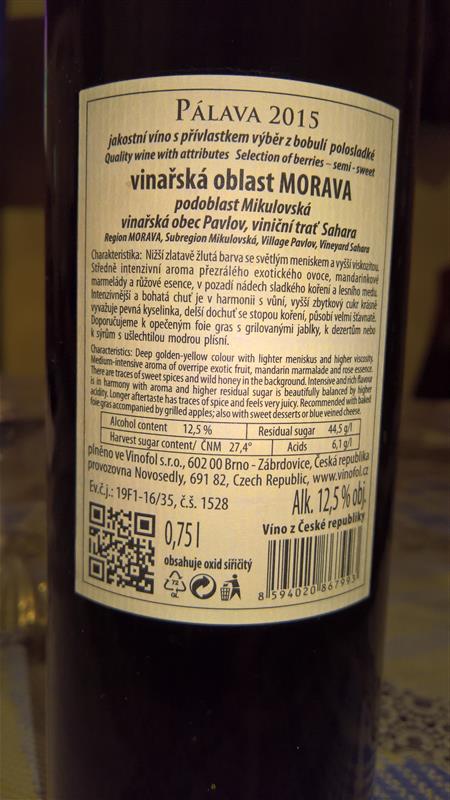 PÁLAVA 2015
jakostní víno s přívlastkem výběr z bobulí polosladké
Quality wine with attributes Selection of berries – semi - sweet
vinařská oblast MORAVA
podoblast Mikulovská
vinařská obec Pavlov, viniční trať Sahara
Region MORAVA, Subregion Mikulovská, Village Pavlov, Vineyard Sahara
Charakteristika: Nižší zlatavě žlutá barva se světlým meniskem a vyšší viskozitou.
Středně intenzivní aroma přezrálého exotického ovoce, mandarinkové
marmelády a růžové esence, v pozadí nádech sladkého koření a lesního medu.
Intenzivnější a bohatá chuť je v harmonii s vůní, vyšší zbytkový cukr krásně
vyvažuje pevná kyselinka, delší dochuť se stopou koření, působí velmi šťavnatě.
Doporučujeme k opečeným foie gras s grilovanými jablky, k dezertům nebo
k sýrům s ušlechtilou modrou plísní.
Characteristics: Deep golden-yellow colour with lighter meniskus and higher viscosity.
Medium-intensive aroma of overripe exotic fruit, mandarin marmalade and rose essence.
There are traces of sweet spices and wild honey in the background. Intensive and rich flavour
is in harmony with aroma and higher residual sugar is beautifully balanced by higher
acidity. Longer aftertaste has traces of spice and feels very juicy. Recommended with baked
foie gras accompanied by grilled apples; also with sweet desserts or blue veined cheese.
Alcohol content 12,5 % Residual sugar 44,5 g/l
Harvest sugar content/ ČNM 27,4° Acids 6,1 g/l
plněno ve Vinofol s.r.o., 602 00 Brno - Zábrdovice, Česká republika
provozovna Novosedly, 691 82, Czech Republic, www.vinofol.cz
Ev.č.j.: 19F1-16/35, č.š. 1528
Alk. 12,5 % obj.
0,75 l
Víno z České republiky
obsahuje oxid siřičitý
72
GL
8 594020 867993